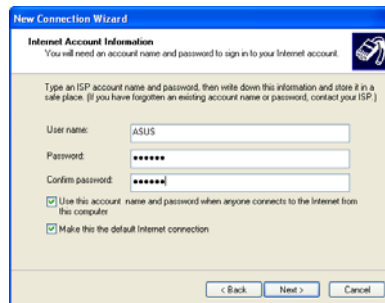 New Connection Wizard
Internet Account Information
You will need an account name and password to sign in to your Internet account.
Type an ISP account name and password, then write down this information and store it in a
safe place. (If you have forgotten an existing account name or password, contact your ISP.)
User name: ASUS
Password: ••••••
Confirm password: ••••••
Use this account name and password when anyone connects to the Internet from
this computer
Make this the default Internet connection
< Back Next > Cancel